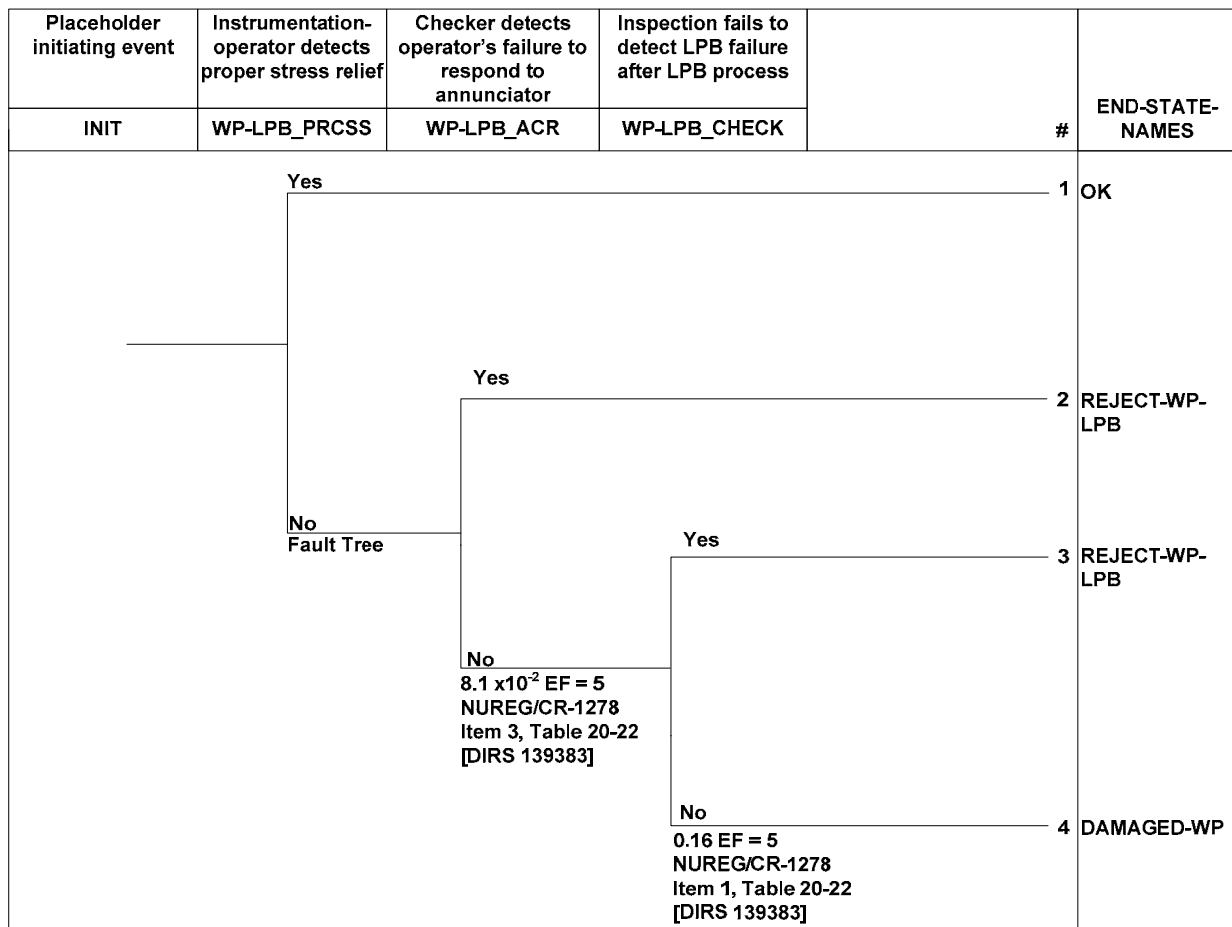 Placeholder
initiating event
Instrumentation-
operator detects
proper stress relief
Checker detects
operator's failure to
respond to
annunciator
Inspection fails to
detect LPB failure
after LPB process
INIT
WP-LPB_PRCSS
WP-LPB_ACR
WP-LPB_CHECK
#
END-STATE-
NAMES
Yes
1
OK
Yes
2
REJECT-WP-
LPB
No
Fault Tree
Yes
3
REJECT-WP-
LPB
No
8.1 x10⁻² EF = 5
NUREG/CR-1278
Item 3, Table 20-22
[DIRS 139383]
No
4
DAMAGED-WP
0.16 EF = 5
NUREG/CR-1278
Item 1, Table 20-22
[DIRS 139383]